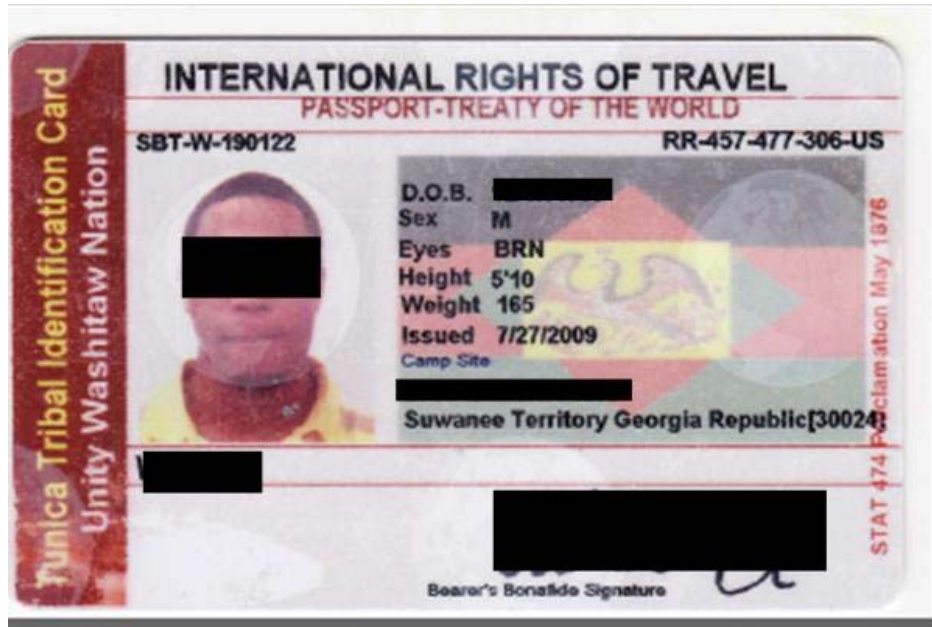 Tunica Tribal Identification Card
Unity Washitaw Nation
INTERNATIONAL RIGHTS OF TRAVEL
PASSPORT-TREATY OF THE WORLD
SBT-W-190122
RR-457-477-306-US
D.O.B.
Sex M
Eyes BRN
Height 5'10
Weight 165
Issued 7/27/2009
Camp Site
Suwanee Territory Georgia Republic[30024]
STAT 474 Proclamation May 1876
Bearer's Bonafide Signature